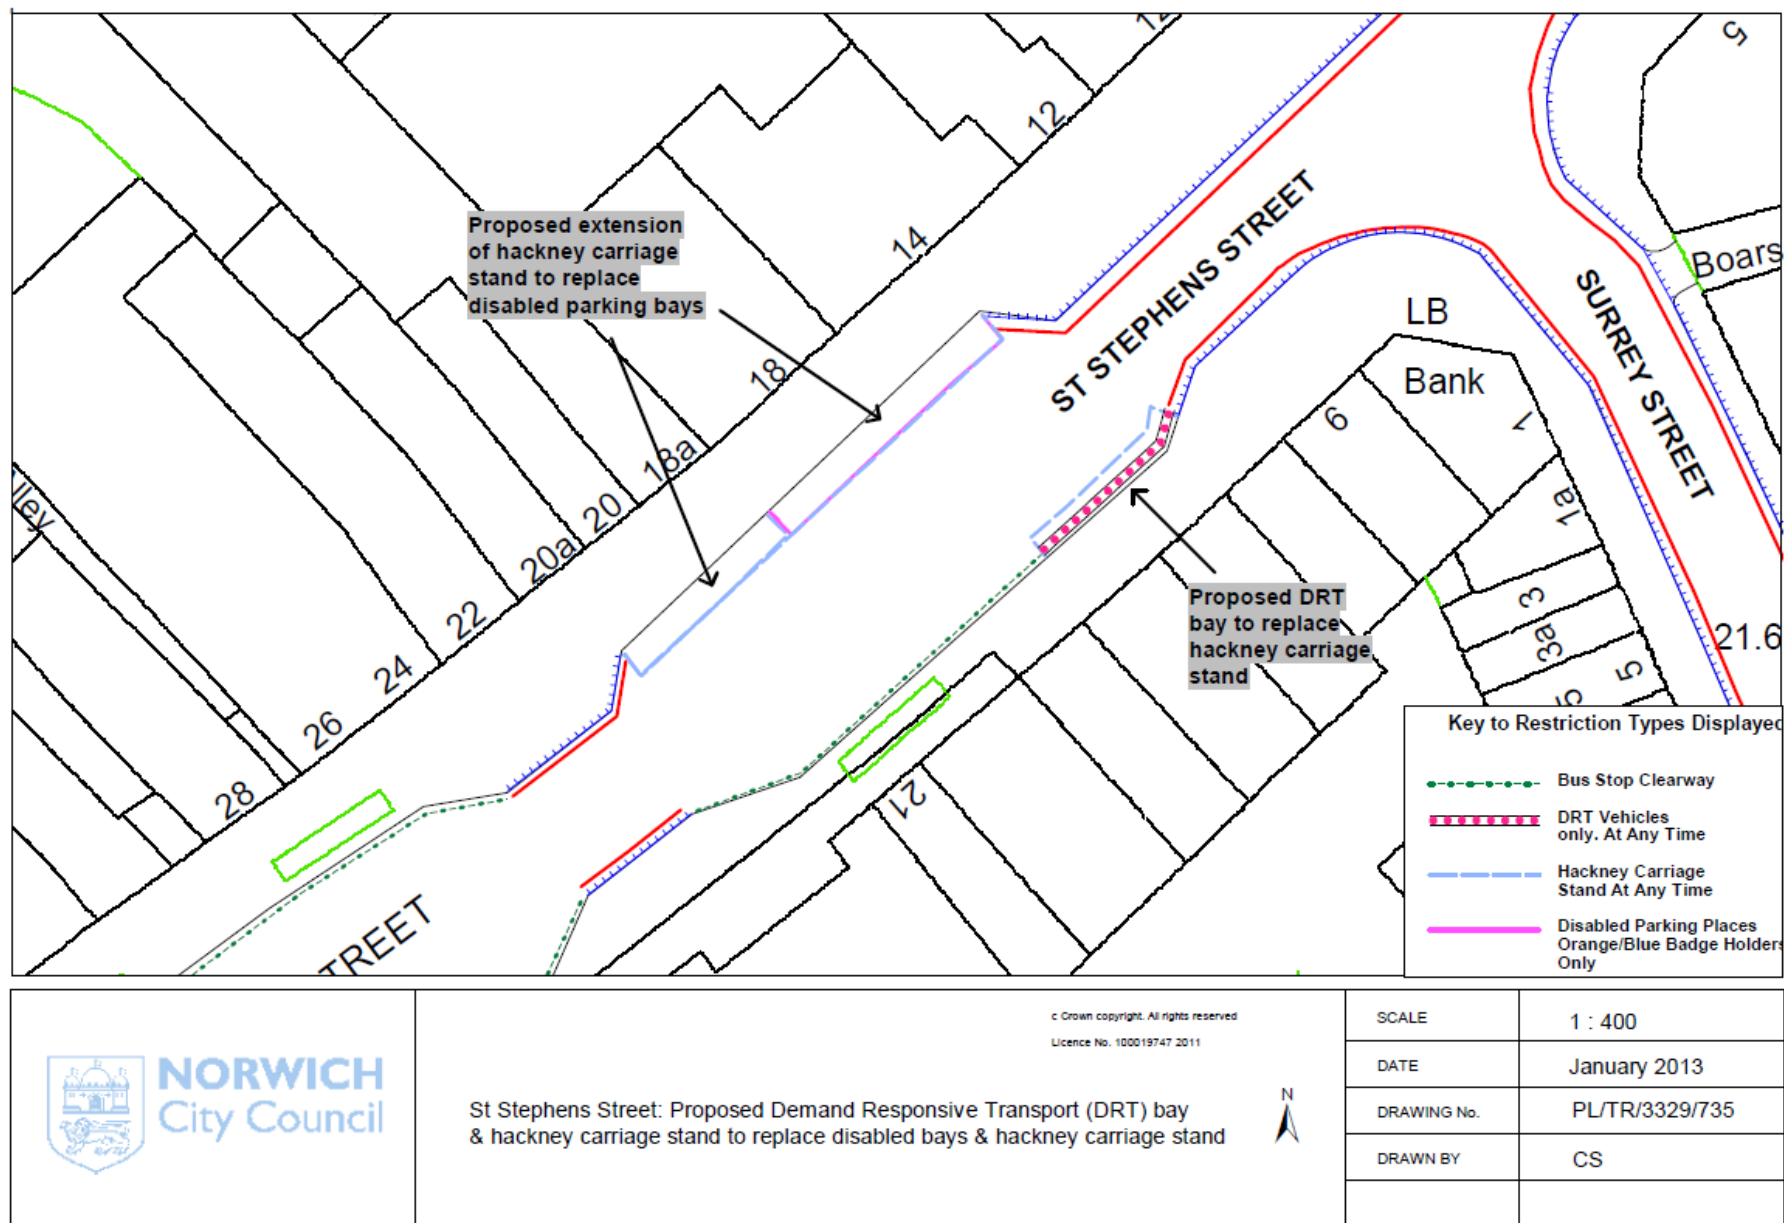 12
5
12
Proposed extension
of hackney carriage
stand to replace
disabled parking bays
14
ST STEPHENS STREET
Boars
SURREY STREET
LB
Bank
18
9
1
18a
1a
20
lley
20a
3
Proposed DRT
bay to replace
hackney carriage
stand
22
3a
21.6
24
5
5
26
28
21
STREET
Key to Restriction Types Displayed
Bus Stop Clearway
DRT Vehicles
only. At Any Time
Hackney Carriage
Stand At Any Time
Disabled Parking Places
Orange/Blue Badge Holders
Only
NORWICH
City Council
c Crown copyright. All rights reserved
Licence No. 100019747 2011
St Stephens Street: Proposed Demand Responsive Transport (DRT) bay
& hackney carriage stand to replace disabled bays & hackney carriage stand
N
SCALE 1 : 400
DATE January 2013
DRAWING No. PL/TR/3329/735
DRAWN BY CS